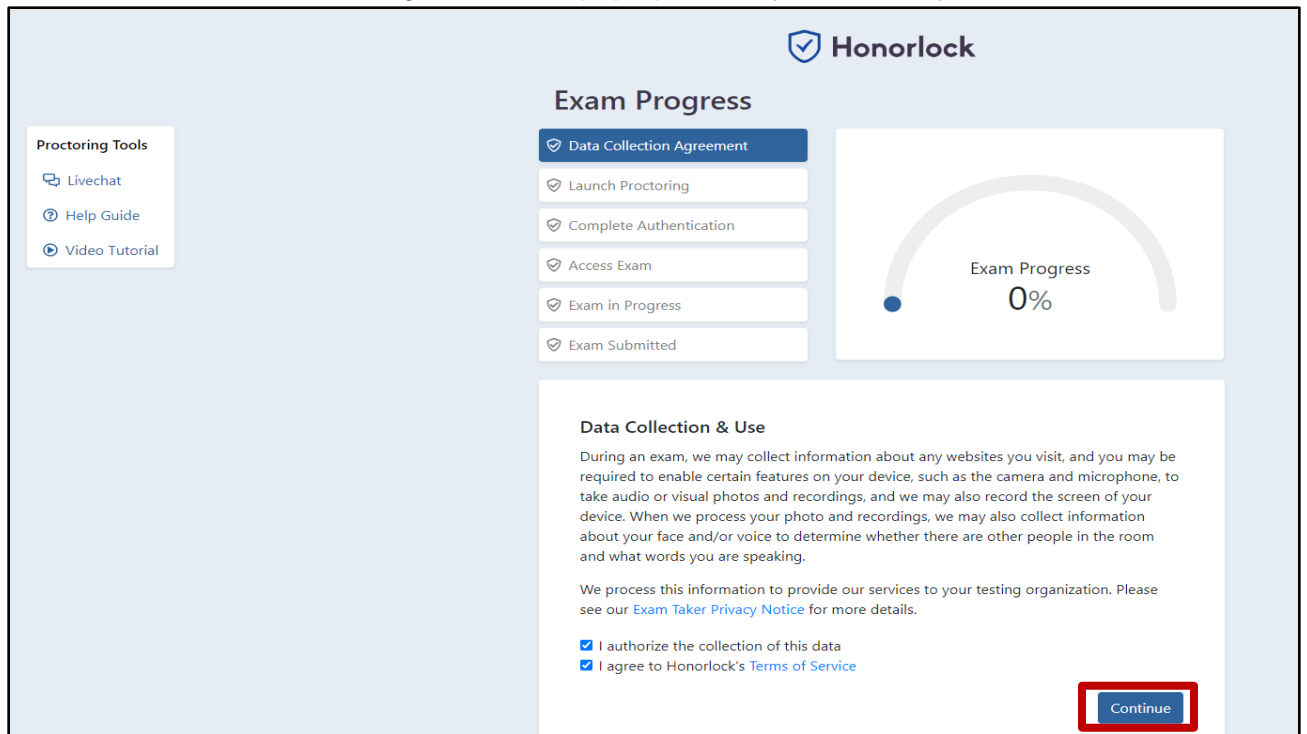 Honorlock
Exam Progress
Proctoring Tools
Livechat
Help Guide
Video Tutorial
Data Collection Agreement
Launch Proctoring
Complete Authentication
Access Exam
Exam in Progress
Exam Submitted
Exam Progress
0%
Data Collection & Use
During an exam, we may collect information about any websites you visit, and you may be
required to enable certain features on your device, such as the camera and microphone, to
take audio or visual photos and recordings, and we may also record the screen of your
device. When we process your photo and recordings, we may also collect information
about your face and/or voice to determine whether there are other people in the room
and what words you are speaking.
We process this information to provide our services to your testing organization. Please
see our Exam Taker Privacy Notice for more details.
I authorize the collection of this data
I agree to Honorlock's Terms of Service
Continue